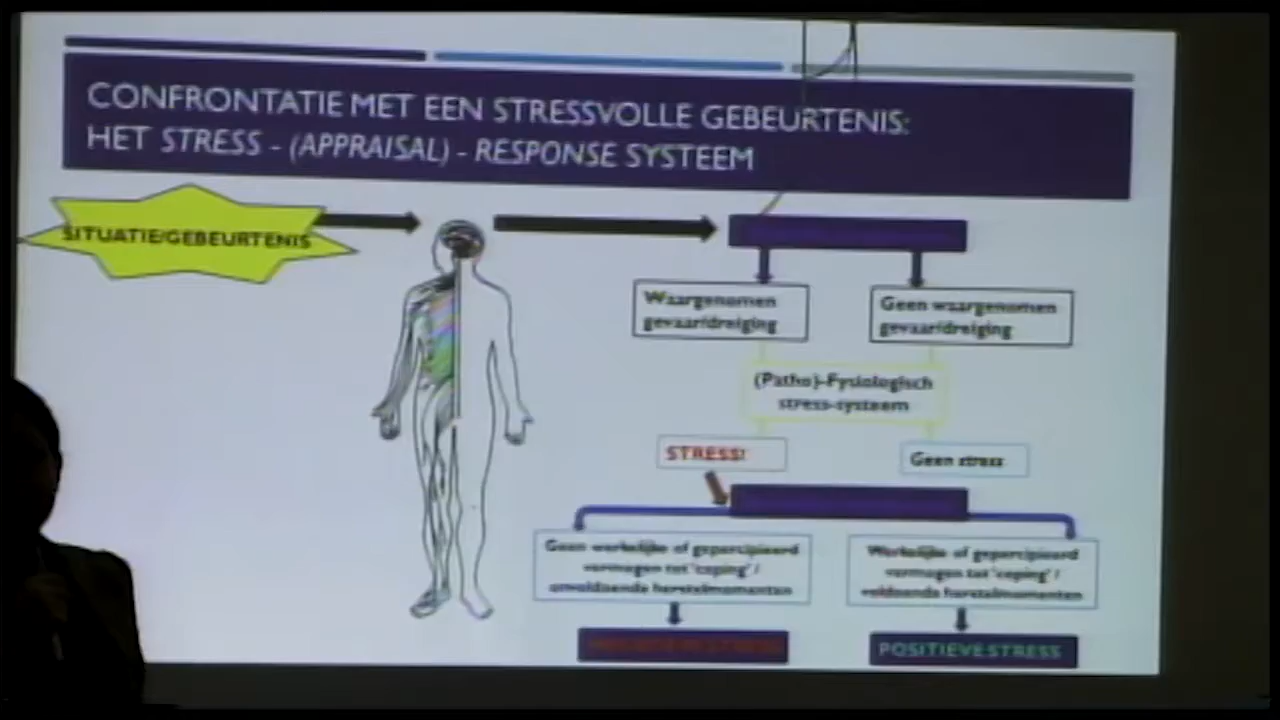 CONFRONTATIE MET EEN STRESSVOLLE GEBEURTENIS:
HET STRESS - (APPRAISAL) - RESPONSE SYSTEEM
SITUATIE/GEBEURTENIS
Waargenomen
gevaar/dreiging
Geen waargenomen
gevaar/dreiging
(Patho)-Fysiologisch
stress-systeem
STRESS!
Geen stress
Geen werkelijke of gepercipieerd
vermogen tot 'coping' /
onvoldoende herstelmomenten
Werkelijke of gepercipieerd
vermogen tot 'coping' /
voldoende herstelmomenten
POSITIEVE STRESS